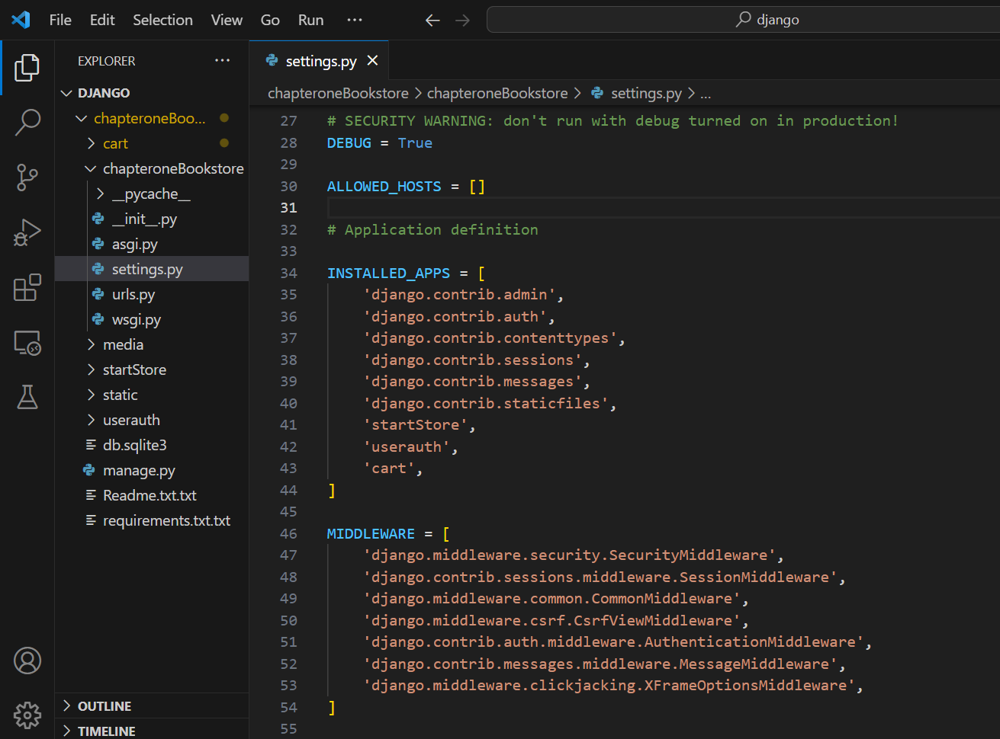 File Edit Selection View Go Run ... django
EXPLORER ...
DJANGO
chapteroneBoo...
cart
chapteroneBookstore
__pycache__
__init__.py
asgi.py
settings.py
urls.py
wsgi.py
media
startStore
static
userauth
db.sqlite3
manage.py
Readme.txt.txt
requirements.txt.txt
OUTLINE
TIMELINE
settings.py
chapteroneBookstore > chapteroneBookstore > settings.py > ...
27 # SECURITY WARNING: don't run with debug turned on in production!
28 DEBUG = True
29
30 ALLOWED_HOSTS = []
31
32 # Application definition
33
34 INSTALLED_APPS = [
35     'django.contrib.admin',
36     'django.contrib.auth',
37     'django.contrib.contenttypes',
38     'django.contrib.sessions',
39     'django.contrib.messages',
40     'django.contrib.staticfiles',
41     'startStore',
42     'userauth',
43     'cart',
44 ]
45
46 MIDDLEWARE = [
47     'django.middleware.security.SecurityMiddleware',
48     'django.contrib.sessions.middleware.SessionMiddleware',
49     'django.middleware.common.CommonMiddleware',
50     'django.middleware.csrf.CsrfViewMiddleware',
51     'django.contrib.auth.middleware.AuthenticationMiddleware',
52     'django.contrib.messages.middleware.MessageMiddleware',
53     'django.middleware.clickjacking.XFrameOptionsMiddleware',
54 ]
55